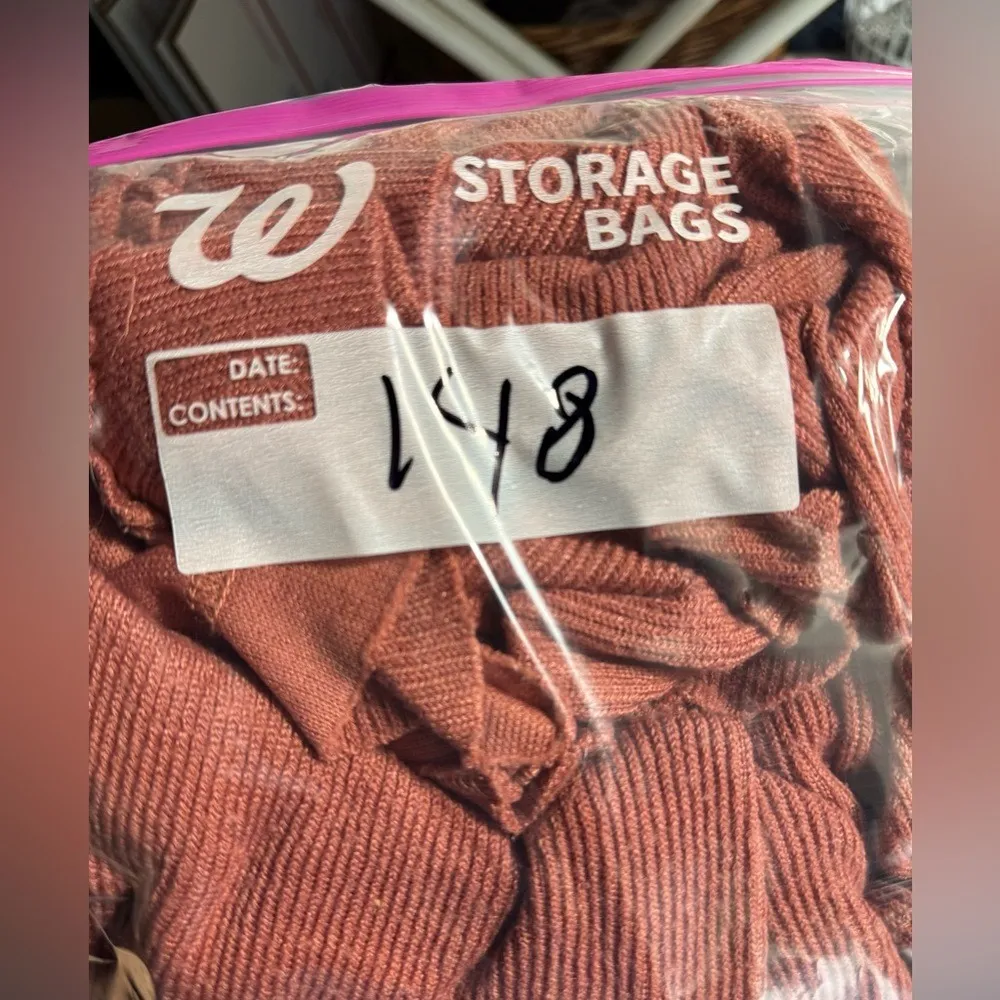 W STORAGE
BAGS
DATE:
CONTENTS:
148